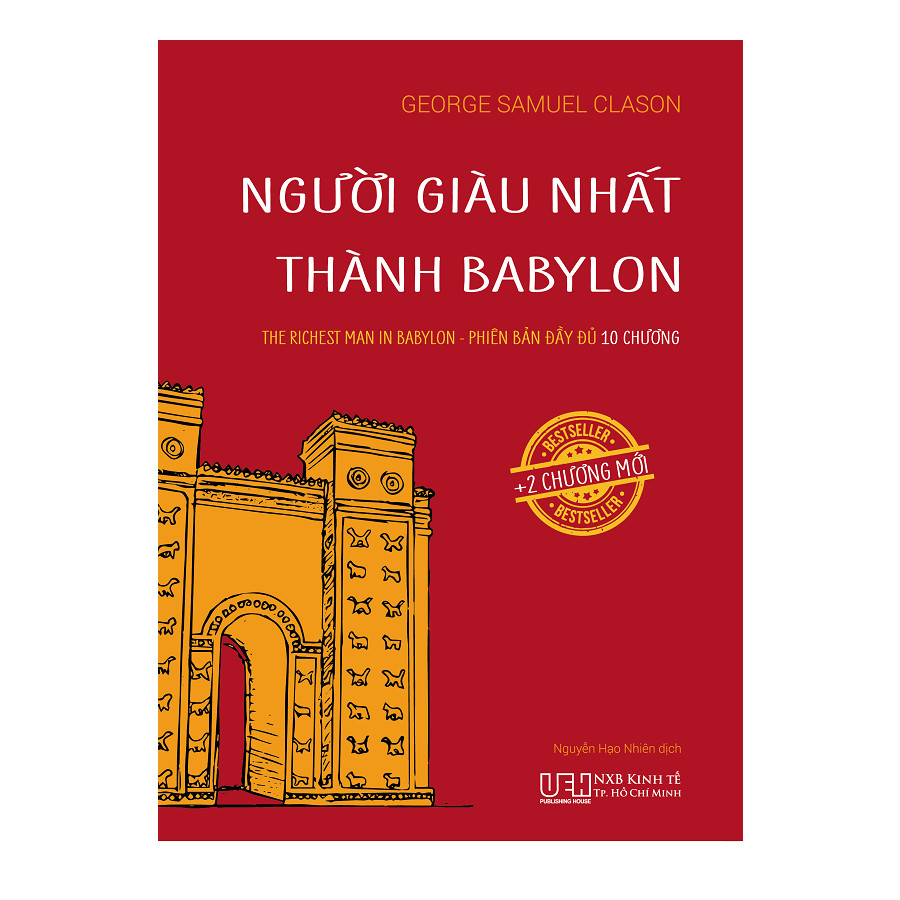 GEORGE SAMUEL CLASON
NGƯỜI GIÀU NHẤT
THÀNH BABYLON
THE RICHEST MAN IN BABYLON - PHIÊN BẢN ĐẦY ĐỦ 10 CHƯƠNG
BESTSELLER
+2 CHƯƠNG MỚI
BESTSELLER
Nguyễn Hạo Nhiên dịch
UEH NXB KINH TẾ
PUBLISHING HOUSE TP. HỒ CHÍ MINH